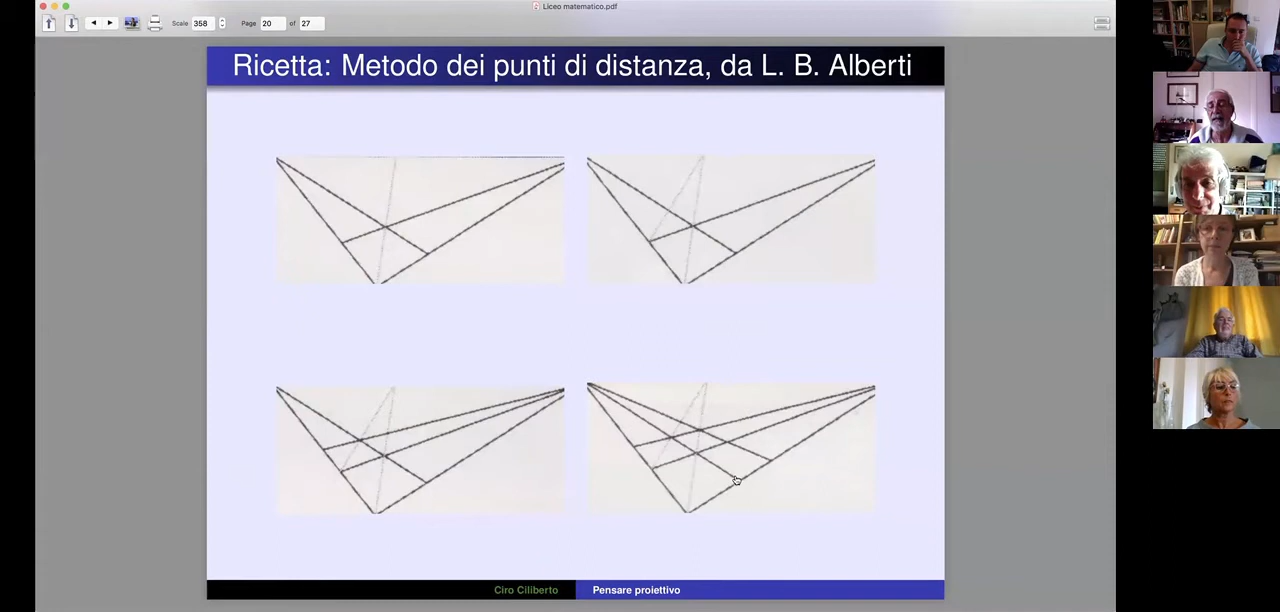 Liceo matematico.pdf
Scale 358 Page 20 of 27
Ricetta: Metodo dei punti di distanza, da L. B. Alberti
Ciro Ciliberto Pensare proiettivo